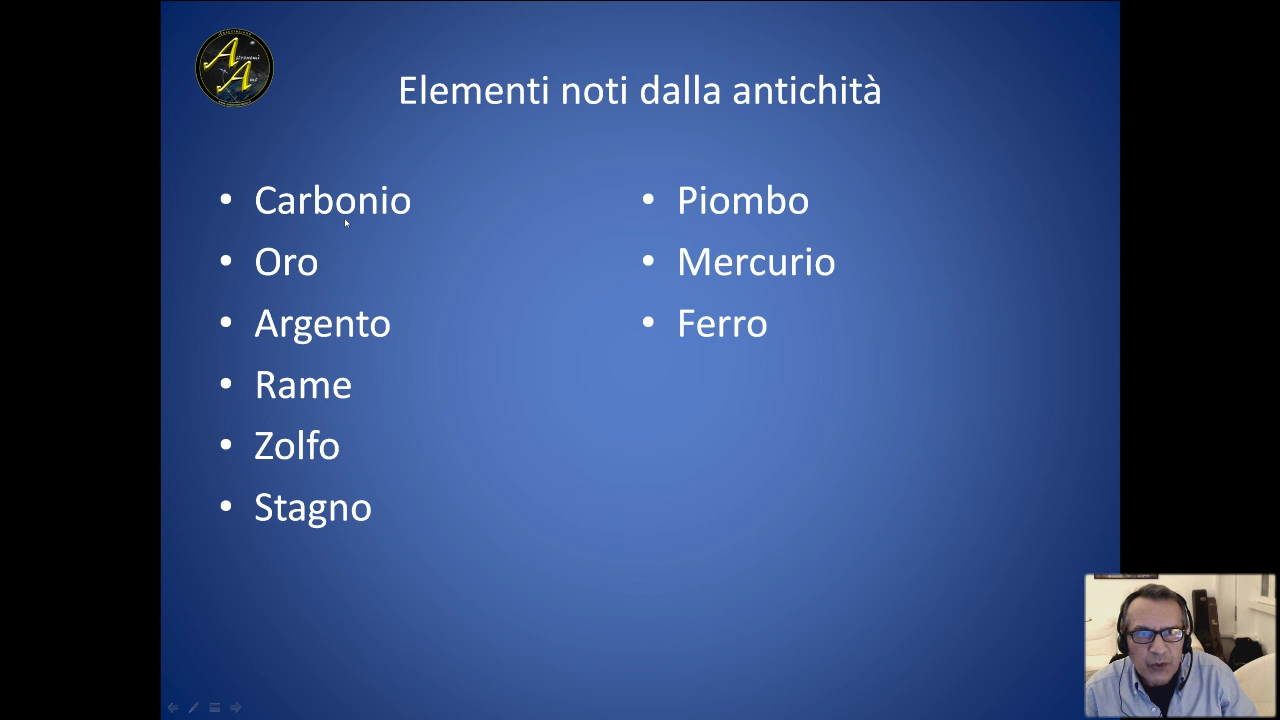 Elementi noti dalla antichità
• Carbonio
• Oro
• Argento
• Rame
• Zolfo
• Stagno
• Piombo
• Mercurio
• Ferro